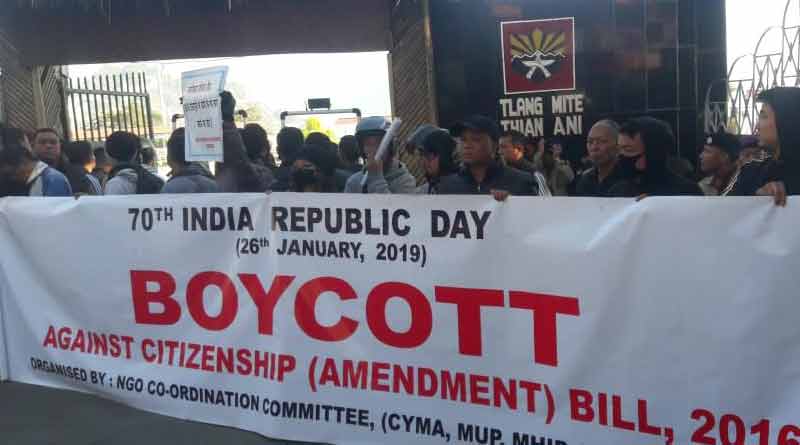 TLANG MITE
THIAN ANI
70TH INDIA REPUBLIC DAY
(26th JANUARY, 2019)
BOYCOTT
AGAINST CITIZENSHIP (AMENDMENT) BILL, 2016
ORGANISED BY : NGO CO-ORDINATION COMMITTEE, (CYMA, MUP, MHIP,